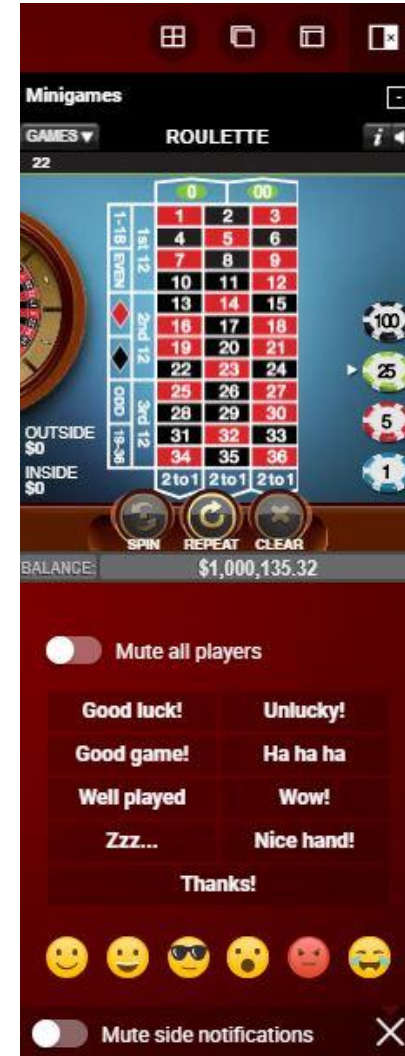 Minigames
-
GAMES▼ ROULETTE i
22
0 00
1 2 3
4 5 6
7 8 9
10 11 12
13 14 15
16 17 18
19 20 21
22 23 24
25 26 27
28 29 30
31 32 33
34 35 36
2to1 2to1 2to1
1-18 EVEN ODD 19-36
1st 12 2nd 12 3rd 12
100
25
5
1
OUTSIDE
$0
INSIDE
$0
SPIN REPEAT CLEAR
BALANCE: $1,000,135.32
Mute all players
Good luck! Unlucky!
Good game! Ha ha ha
Well played Wow!
Zzz... Nice hand!
Thanks!
Mute side notifications